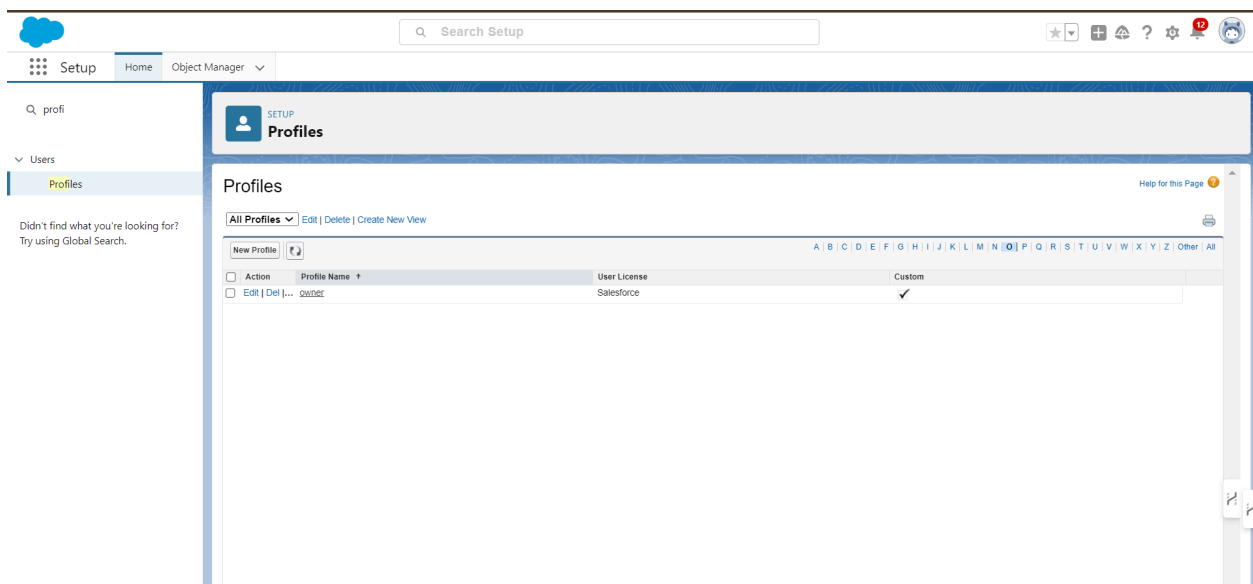 Search Setup
12
Setup Home Object Manager
profi
Users
Profiles
Didn't find what you're looking for?
Try using Global Search.
SETUP
Profiles
Profiles
Help for this Page ?
All Profiles Edit | Delete | Create New View
New Profile A | B | C | D | E | F | G | H | I | J | K | L | M | N | O | P | Q | R | S | T | U | V | W | X | Y | Z | Other | All
Action Profile Name ↑ User License Custom
Edit | Del |... owner Salesforce ✓